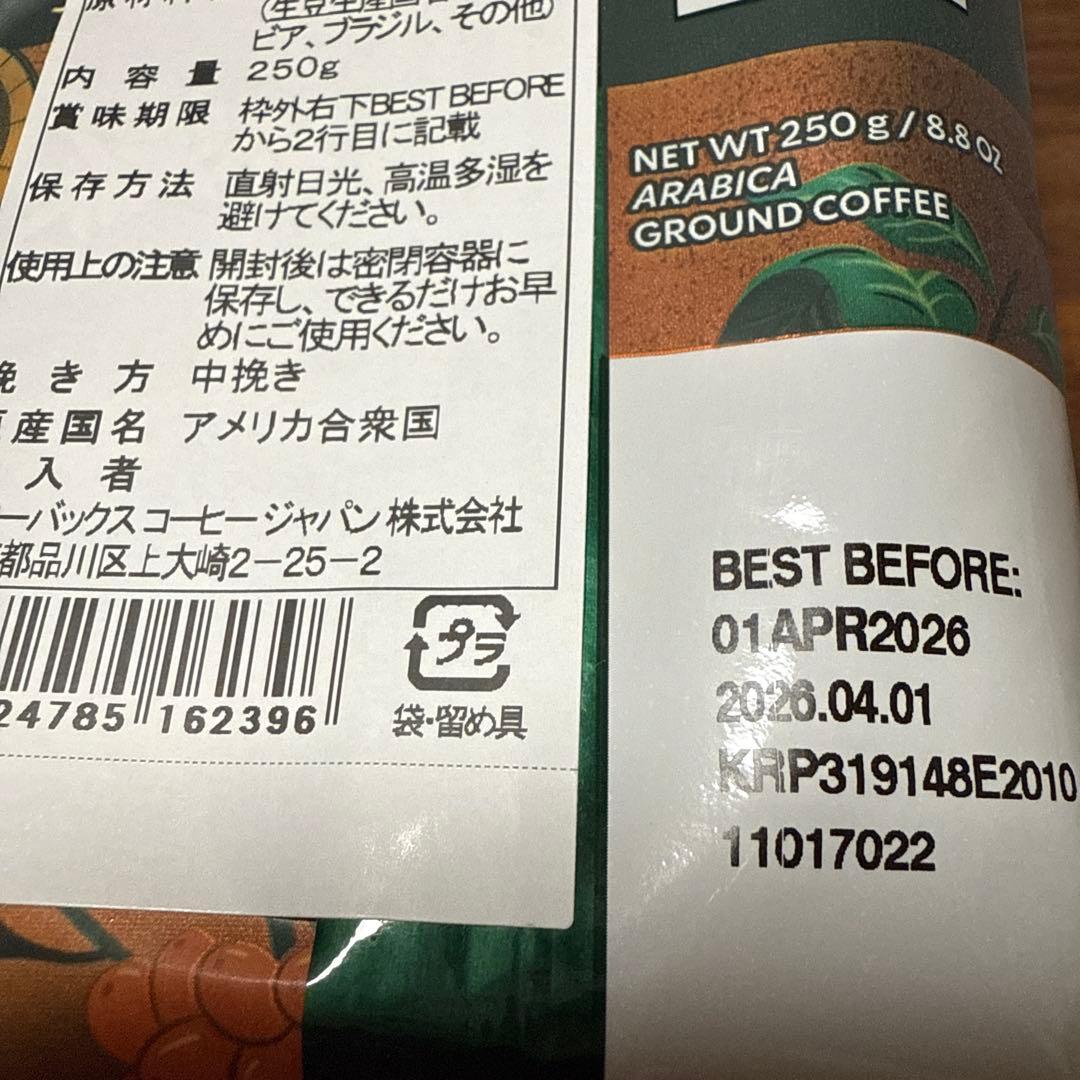 (生豆生産国
ビア、ブラジル、その他)
内容量 250g
賞味期限 枠外右下BEST BEFORE
から2行目に記載
保存方法 直射日光、高温多湿を
避けてください。
使用上の注意 開封後は密閉容器に
保存し、できるだけお早
めにご使用ください。
挽き方 中挽き
産国名 アメリカ合衆国
入者
ーバックスコーヒージャパン株式会社
都品川区上大崎2-25-2
24785 162396
プラ
袋・留め具
NET WT 250 g / 8.8 OZ
ARABICA
GROUND COFFEE
BEST BEFORE:
01APR2026
2026.04.01
KRP319148E2010
11017022